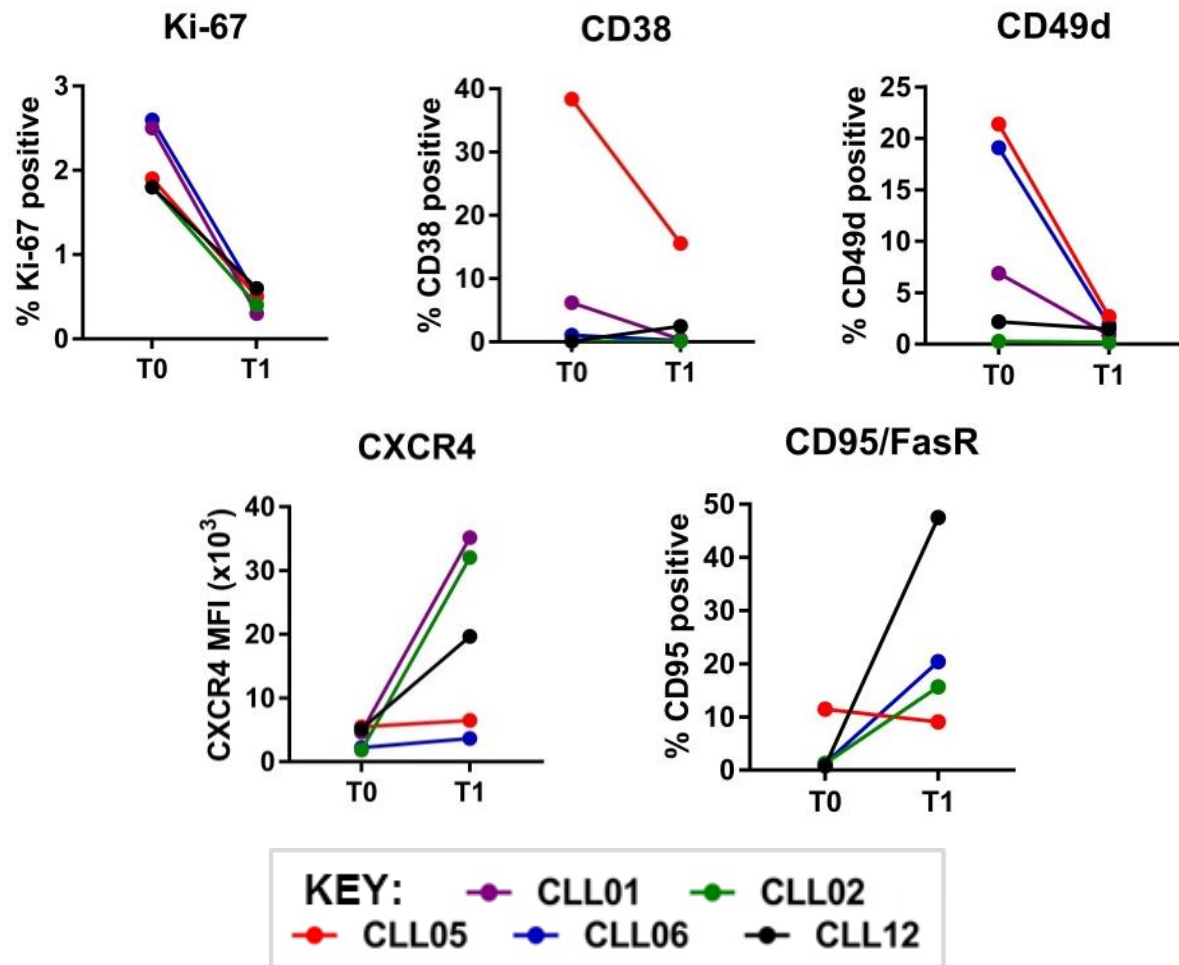 Ki-67
% Ki-67 positive
3
2
1
0
T0 T1
CD38
% CD38 positive
40
30
20
10
0
T0 T1
CD49d
% CD49d positive
25
20
15
10
5
0
T0 T1
CXCR4
CXCR4 MFI (x10³)
40
30
20
10
0
T0 T1
CD95/FasR
% CD95 positive
50
40
30
20
10
0
T0 T1
KEY: CLL01 CLL02
CLL05 CLL06 CLL12